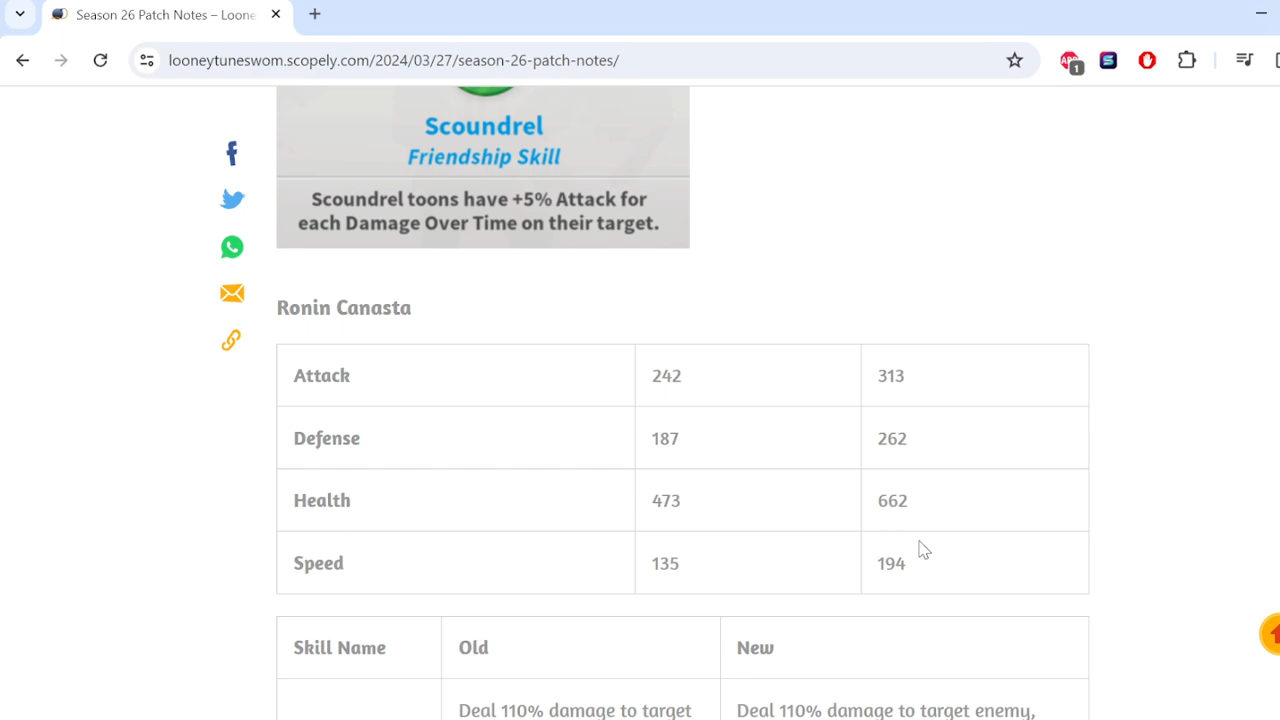 Season 26 Patch Notes – Loone
looneytuneswom.scopely.com/2024/03/27/season-26-patch-notes/
ABP
1
S
Scoundrel
Friendship Skill
Scoundrel toons have +5% Attack for
each Damage Over Time on their target.
Ronin Canasta
Attack 242 313
Defense 187 262
Health 473 662
Speed 135 194
Skill Name Old New
Deal 110% damage to target Deal 110% damage to target enemy,